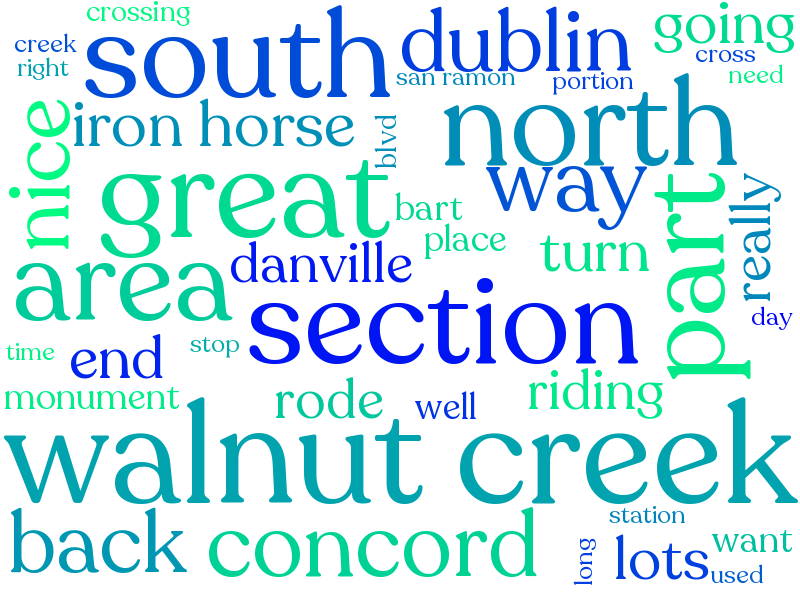 crossing
going
creek
south
dublin
cross
right
san ramon
portion
need
nice
iron horse
blvd
north
great
way
part
really
bart
place
turn
area
danville
section
day
time
end
stop
monument
rode
well
riding
walnut creek
back
concord
station
long
lots
want
used